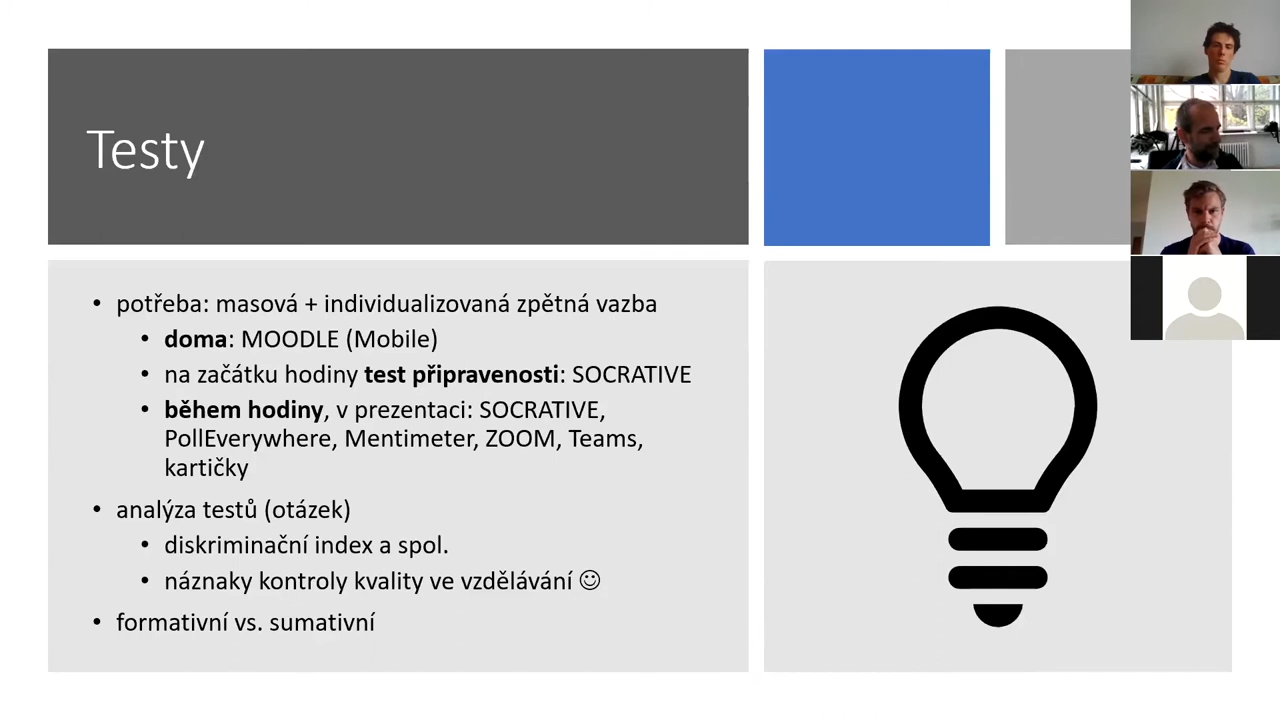 Testy
• potřeba: masová + individualizovaná zpětná vazba
• doma: MOODLE (Mobile)
• na začátku hodiny test připravenosti: SOCRATIVE
• během hodiny, v prezentaci: SOCRATIVE,
PollEverywhere, Mentimeter, ZOOM, Teams,
kartičky
• analýza testů (otázek)
• diskriminační index a spol.
• náznaky kontroly kvality ve vzdělávání ☺
• formativní vs. sumativní